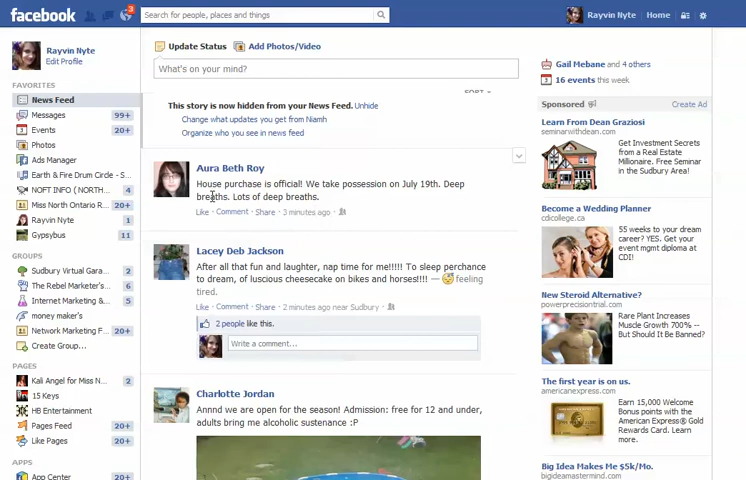 facebook
3
Search for people, places and things
Rayvin Nyte
Home
Rayvin Nyte
Edit Profile
FAVORITES
News Feed
Messages 99+
Events 20+
Photos
Ads Manager
Earth & Fire Drum Circle - S...
NOFT INFO ( NORTH... 4
Miss North Ontario R... 20+
Rayvin Nyte 1
Gypsybus 11
GROUPS
Sudbury Virtual Gara... 2
The Rebel Marketer's... 6
Internet Marketing &... 5
money maker's
Network Marketing F... 20+
Create Group...
PAGES
Kali Angel for Miss N... 2
15 Keys
HB Entertainment
Pages Feed 20+
Like Pages 20+
APPS
App Center 20+
Update Status
Add Photos/Video
What's on your mind?
SORT
This story is now hidden from your News Feed. Unhide
Change what updates you get from Niamh
Organize who you see in news feed
Aura Beth Roy
House purchase is official! We take possession on July 19th. Deep
breaths. Lots of deep breaths.
Like · Comment · Share · 3 minutes ago ·
Lacey Deb Jackson
After all that fun and laughter, nap time for me!!!!! To sleep perchance
to dream, of luscious cheesecake on bikes and horses!!!! — feeling
tired.
Like · Comment · Share · 2 minutes ago near Sudbury ·
2 people like this.
Write a comment...
Charlotte Jordan
Annnd we are open for the season! Admission: free for 12 and under,
adults bring me alcoholic sustenance :P
Gail Mebane and 4 others
16 events this week
Sponsored
Create Ad
Learn From Dean Graziosi
seminarwithdean.com
Get Investment
Secrets from a Real
Estate Millionaire. Free Seminar
in Sudbury Area!
Become a Wedding Planner
cdicollege.ca
55 weeks to your dream
career? YES. Get your
event mgmt diploma at
CDI!
New Steroid Alternative?
powerprecisiontrial.com
Rare Plant Increases
Muscle Growth 700% --
But Should It Be Banned?
The first year is on us.
americanexpress.com
Earn 15,000 Welcome
Bonus points with the
American Express® Gold
Rewards Card. Learn
more.
Big Idea Makes ME $5k/Mo.
bigideamastermind.com